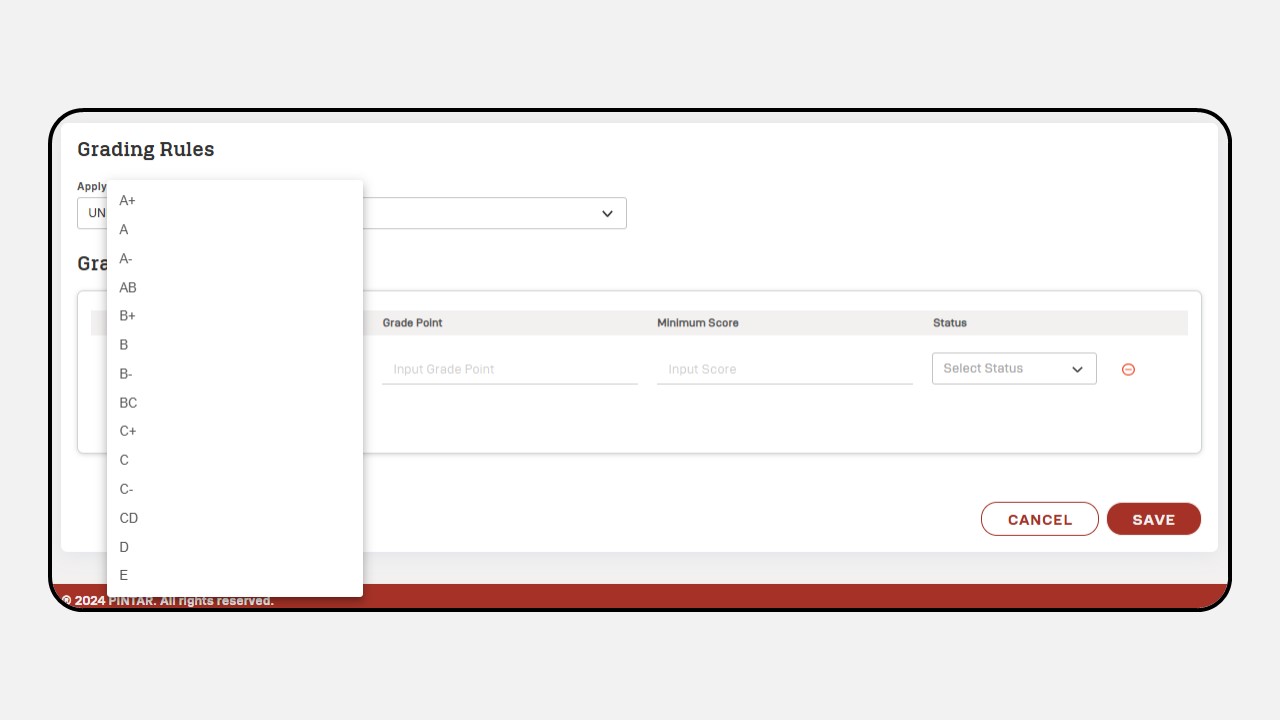 Grading Rules
Apply
UN
Gra
A+
A
A-
AB
B+
B
B-
BC
C+
C
C-
CD
D
E
Grade Point Minimum Score Status
Input Grade Point Input Score Select Status
CANCEL SAVE
© 2024 PINTAR. All rights reserved.